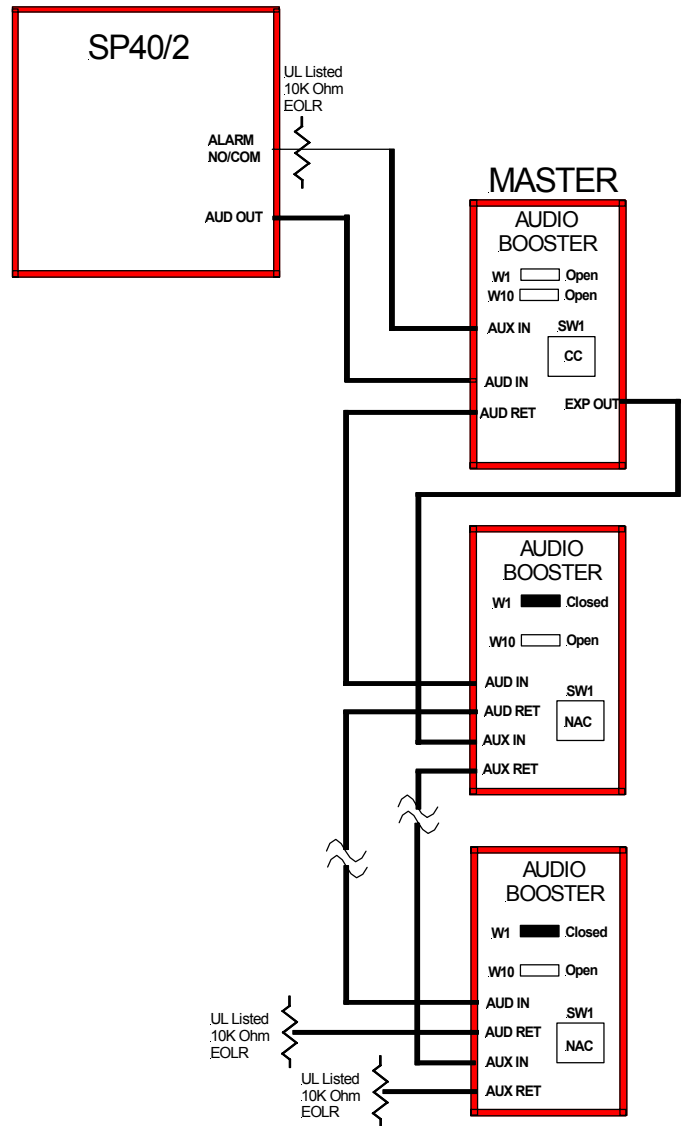 SP40/2
UL Listed
10K Ohm
EOLR
ALARM
NO/COM
AUD OUT
MASTER
AUDIO
BOOSTER
W1 Open
W10 Open
AUX IN SW1
CC
AUD IN
AUD RET EXP OUT
AUDIO
BOOSTER
W1 Closed
W10 Open
AUD IN
SW1
AUD RET
NAC
AUX IN
AUX RET
AUDIO
BOOSTER
W1 Closed
W10 Open
AUD IN
SW1
AUD RET
NAC
AUX IN
AUX RET
UL Listed
10K Ohm
EOLR
UL Listed
10K Ohm
EOLR